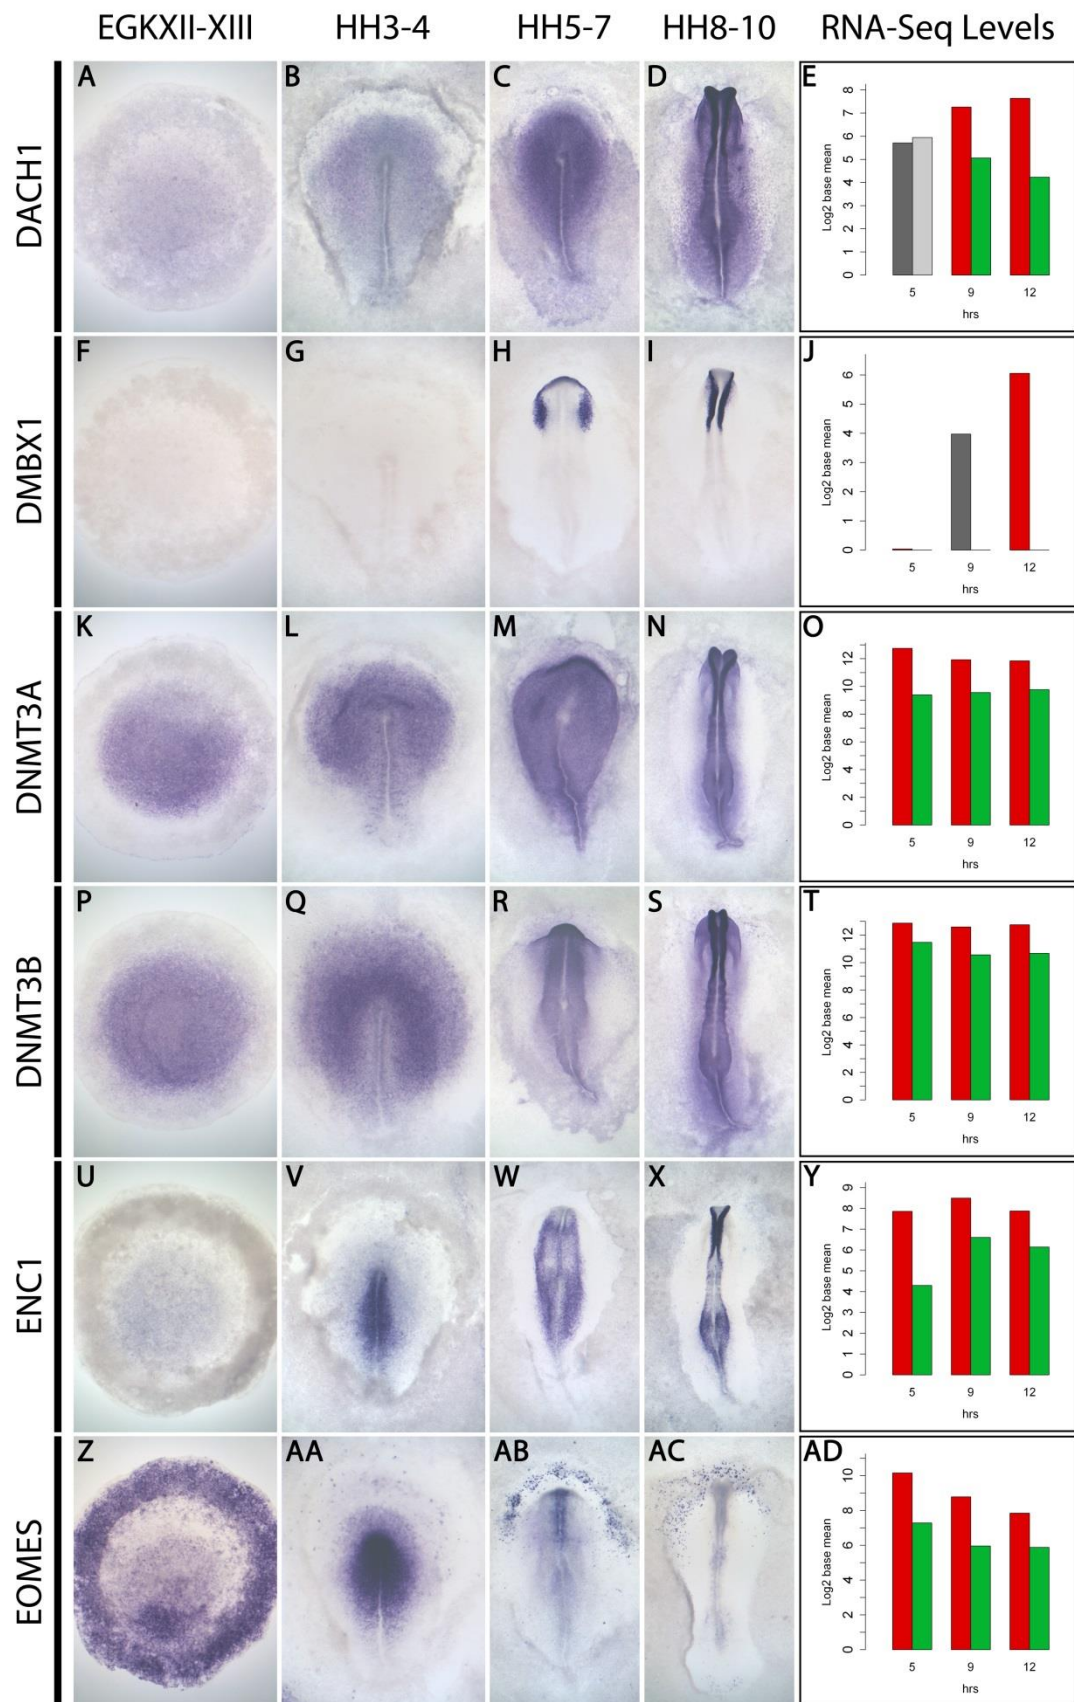 EGKXII-XIII HH3-4 HH5-7 HH8-10 RNA-Seq Levels
DACH1
A B C D E
Log2 base mean
8
7
6
5
4
3
2
1
0
5 9 12
hrs
DMBX1
F G H I J
Log2 base mean
6
5
4
3
2
1
0
5 9 12
hrs
DNMT3A
K L M N O
Log2 base mean
12
10
8
6
4
2
0
5 9 12
hrs
DNMT3B
P Q R S T
Log2 base mean
12
10
8
6
4
2
0
5 9 12
hrs
ENC1
U V W X Y
Log2 base mean
9
8
7
6
5
4
3
2
1
0
5 9 12
hrs
EOMES
Z AA AB AC AD
Log2 base mean
10
8
6
4
2
0
5 9 12
hrs